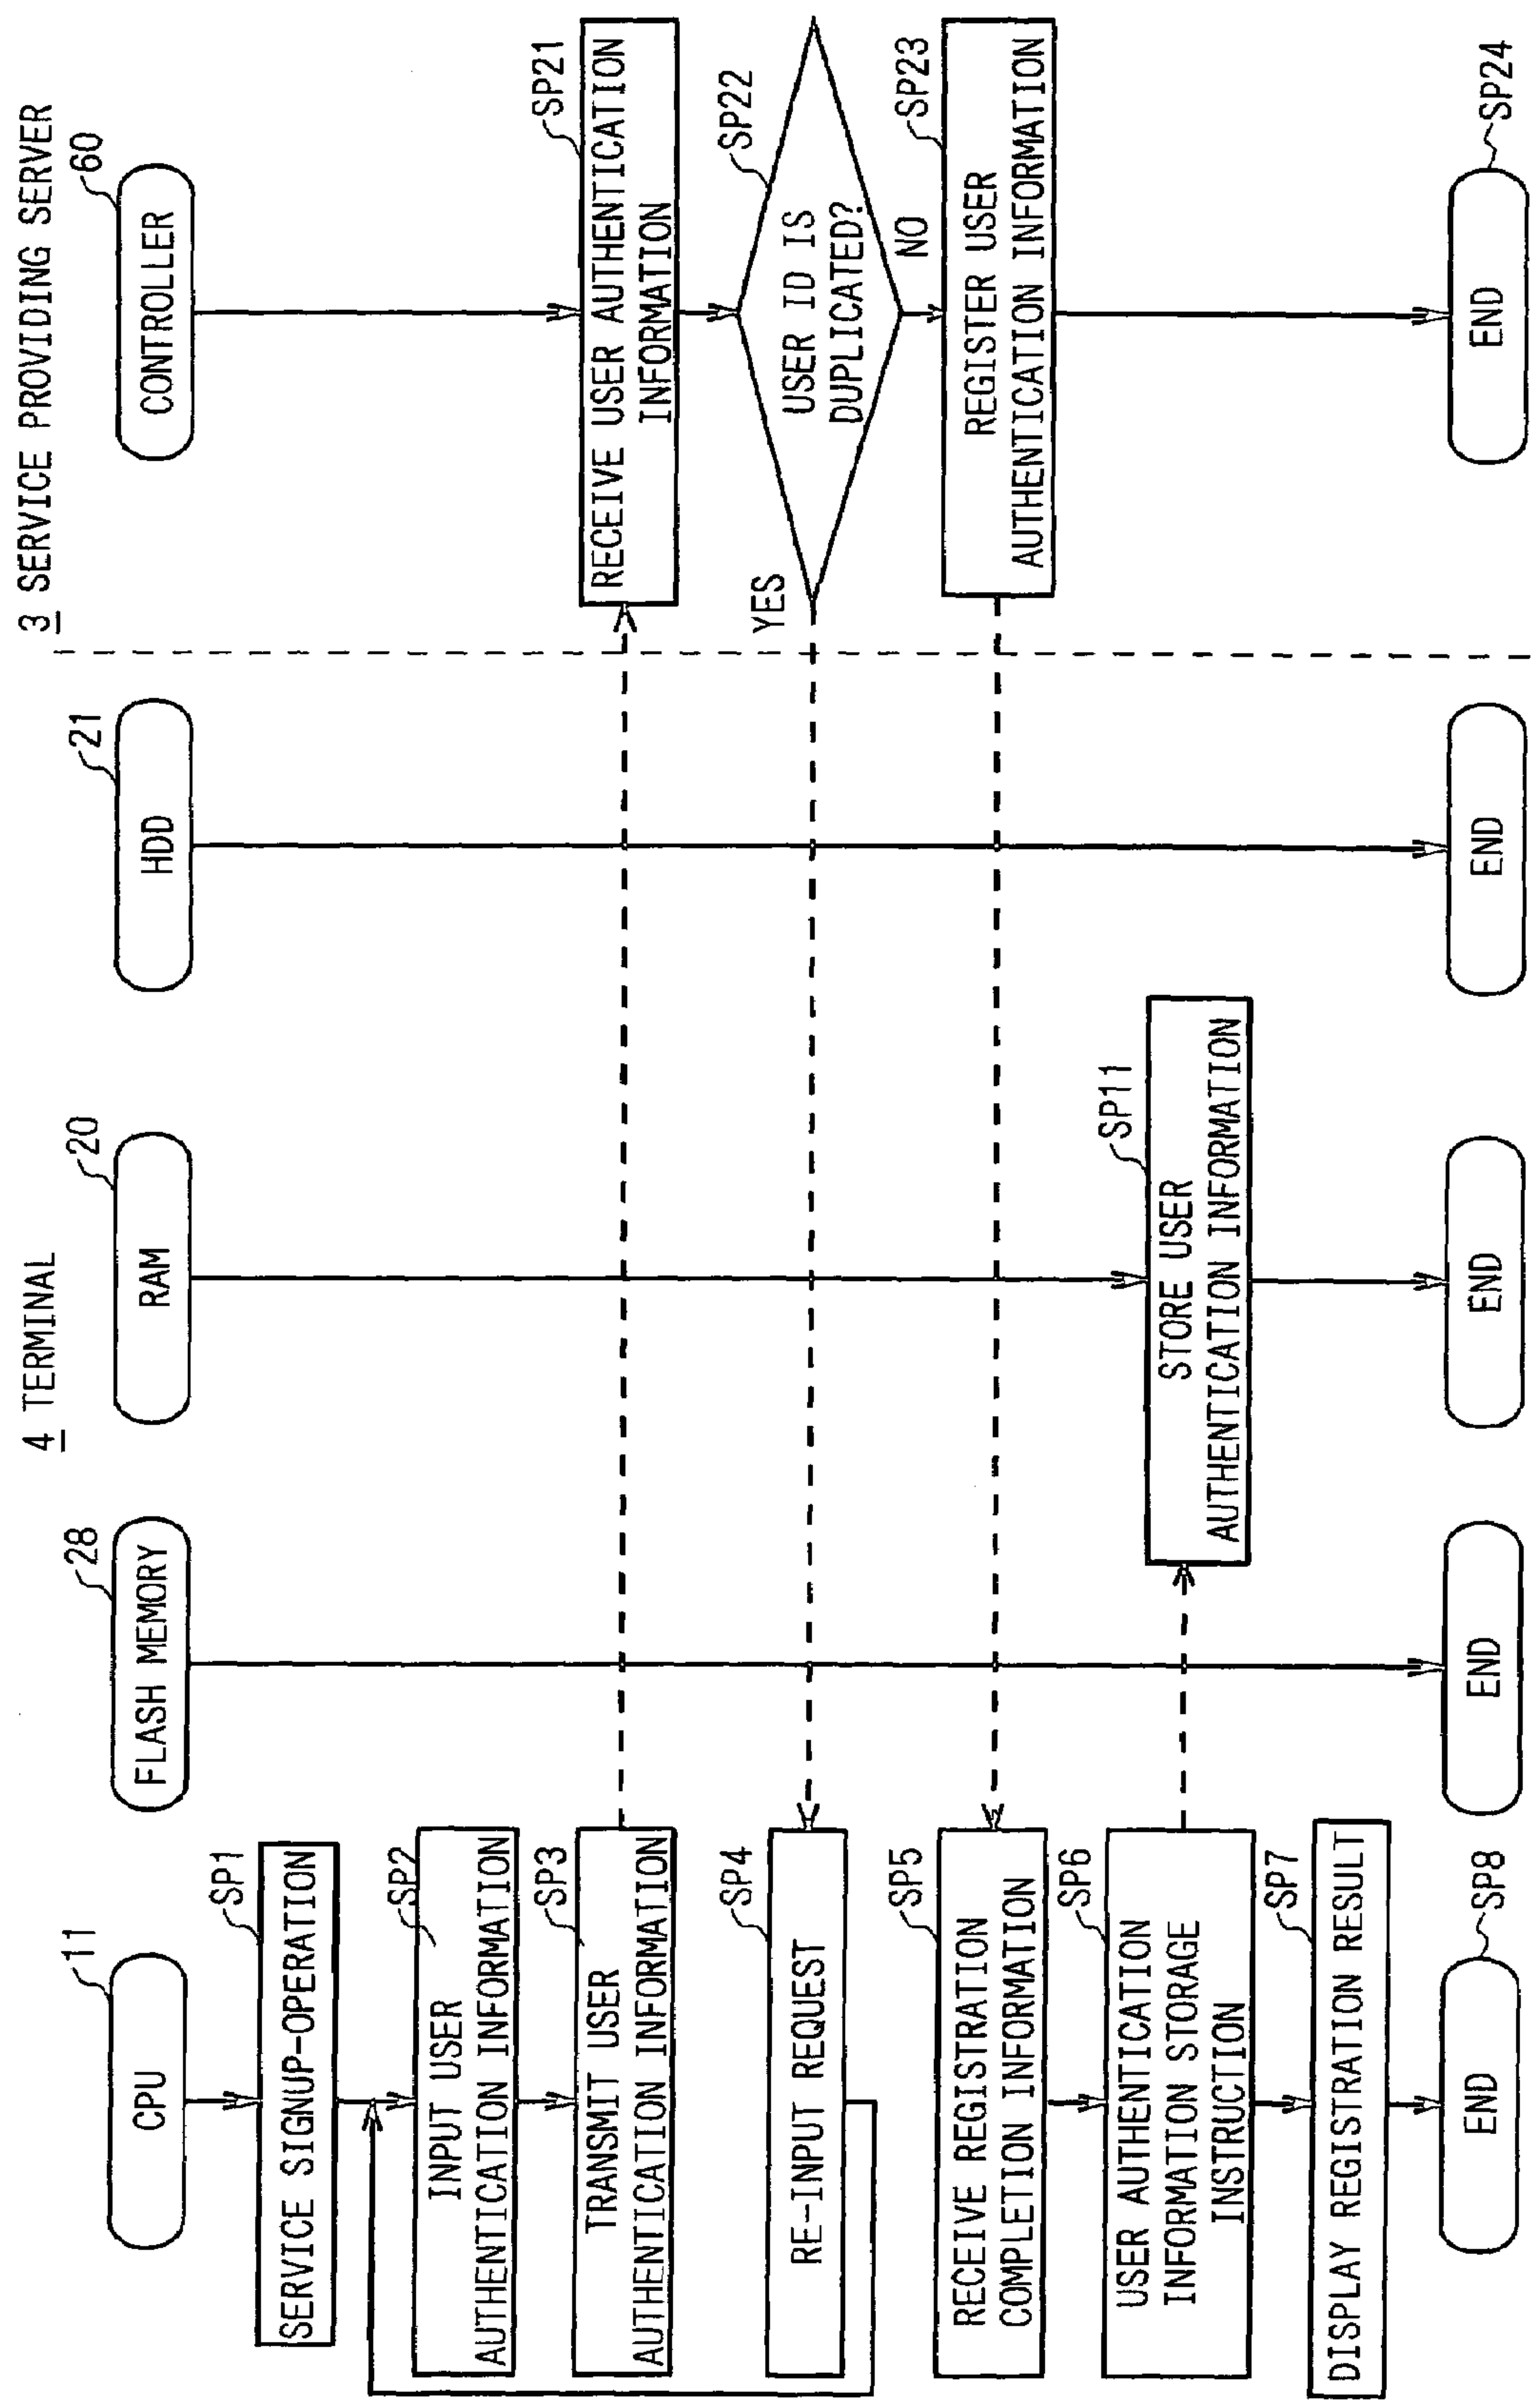 4 TERMINAL
3 SERVICE PROVIDING SERVER
11
CPU
28
FLASH MEMORY
20
RAM
21
HDD
60
CONTROLLER
SP1
SERVICE SIGNUP-OPERATION
SP2
INPUT USER
AUTHENTICATION INFORMATION
SP3
TRANSMIT USER
AUTHENTICATION INFORMATION
SP21
RECEIVE USER AUTHENTICATION
INFORMATION
SP4
RE-INPUT REQUEST
YES
SP22
USER ID IS
DUPLICATED?
NO
SP5
RECEIVE REGISTRATION
COMPLETION INFORMATION
SP23
REGISTER USER
AUTHENTICATION INFORMATION
SP6
USER AUTHENTICATION
INFORMATION STORAGE
INSTRUCTION
SP11
STORE USER
AUTHENTICATION INFORMATION
SP7
DISPLAY REGISTRATION RESULT
SP8
END
END
END
END
END
SP24